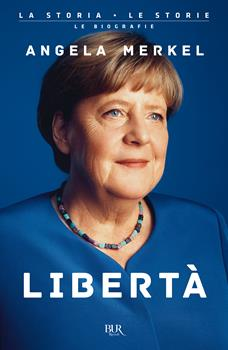 LA STORIA • LE STORIE
LE BIOGRAFIE
ANGELA MERKEL
LIBERTÀ
BUR